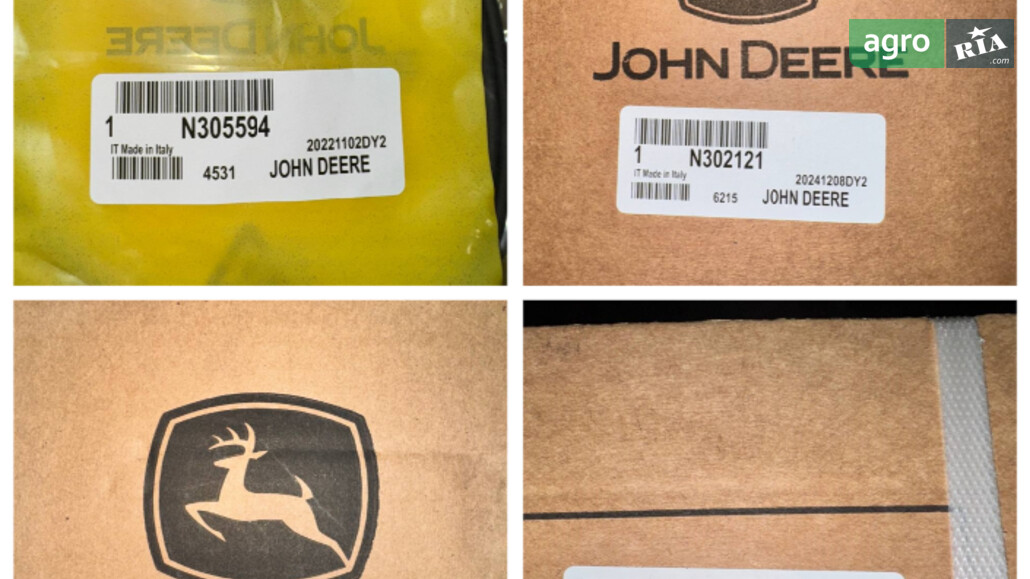 JOHN DEERE
1 N305594
IT Made in Italy
20221102DY2
4531 JOHN DEERE
JOHN DEERE
agro RIA
.com
1 N302121
IT Made in Italy
20241208DY2
6215 JOHN DEERE